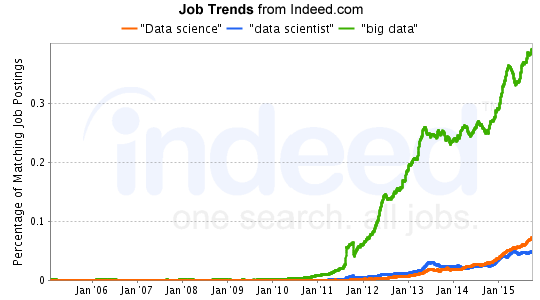 Job Trends from Indeed.com
"Data science" "data scientist" "big data"
Percentage of Matching Job Postings
0.3
0.2
0.1
0
indeed
one search. all jobs.
Jan'06 Jan'07 Jan'08 Jan'09 Jan'10 Jan'11 Jan'12 Jan'13 Jan'14 Jan'15